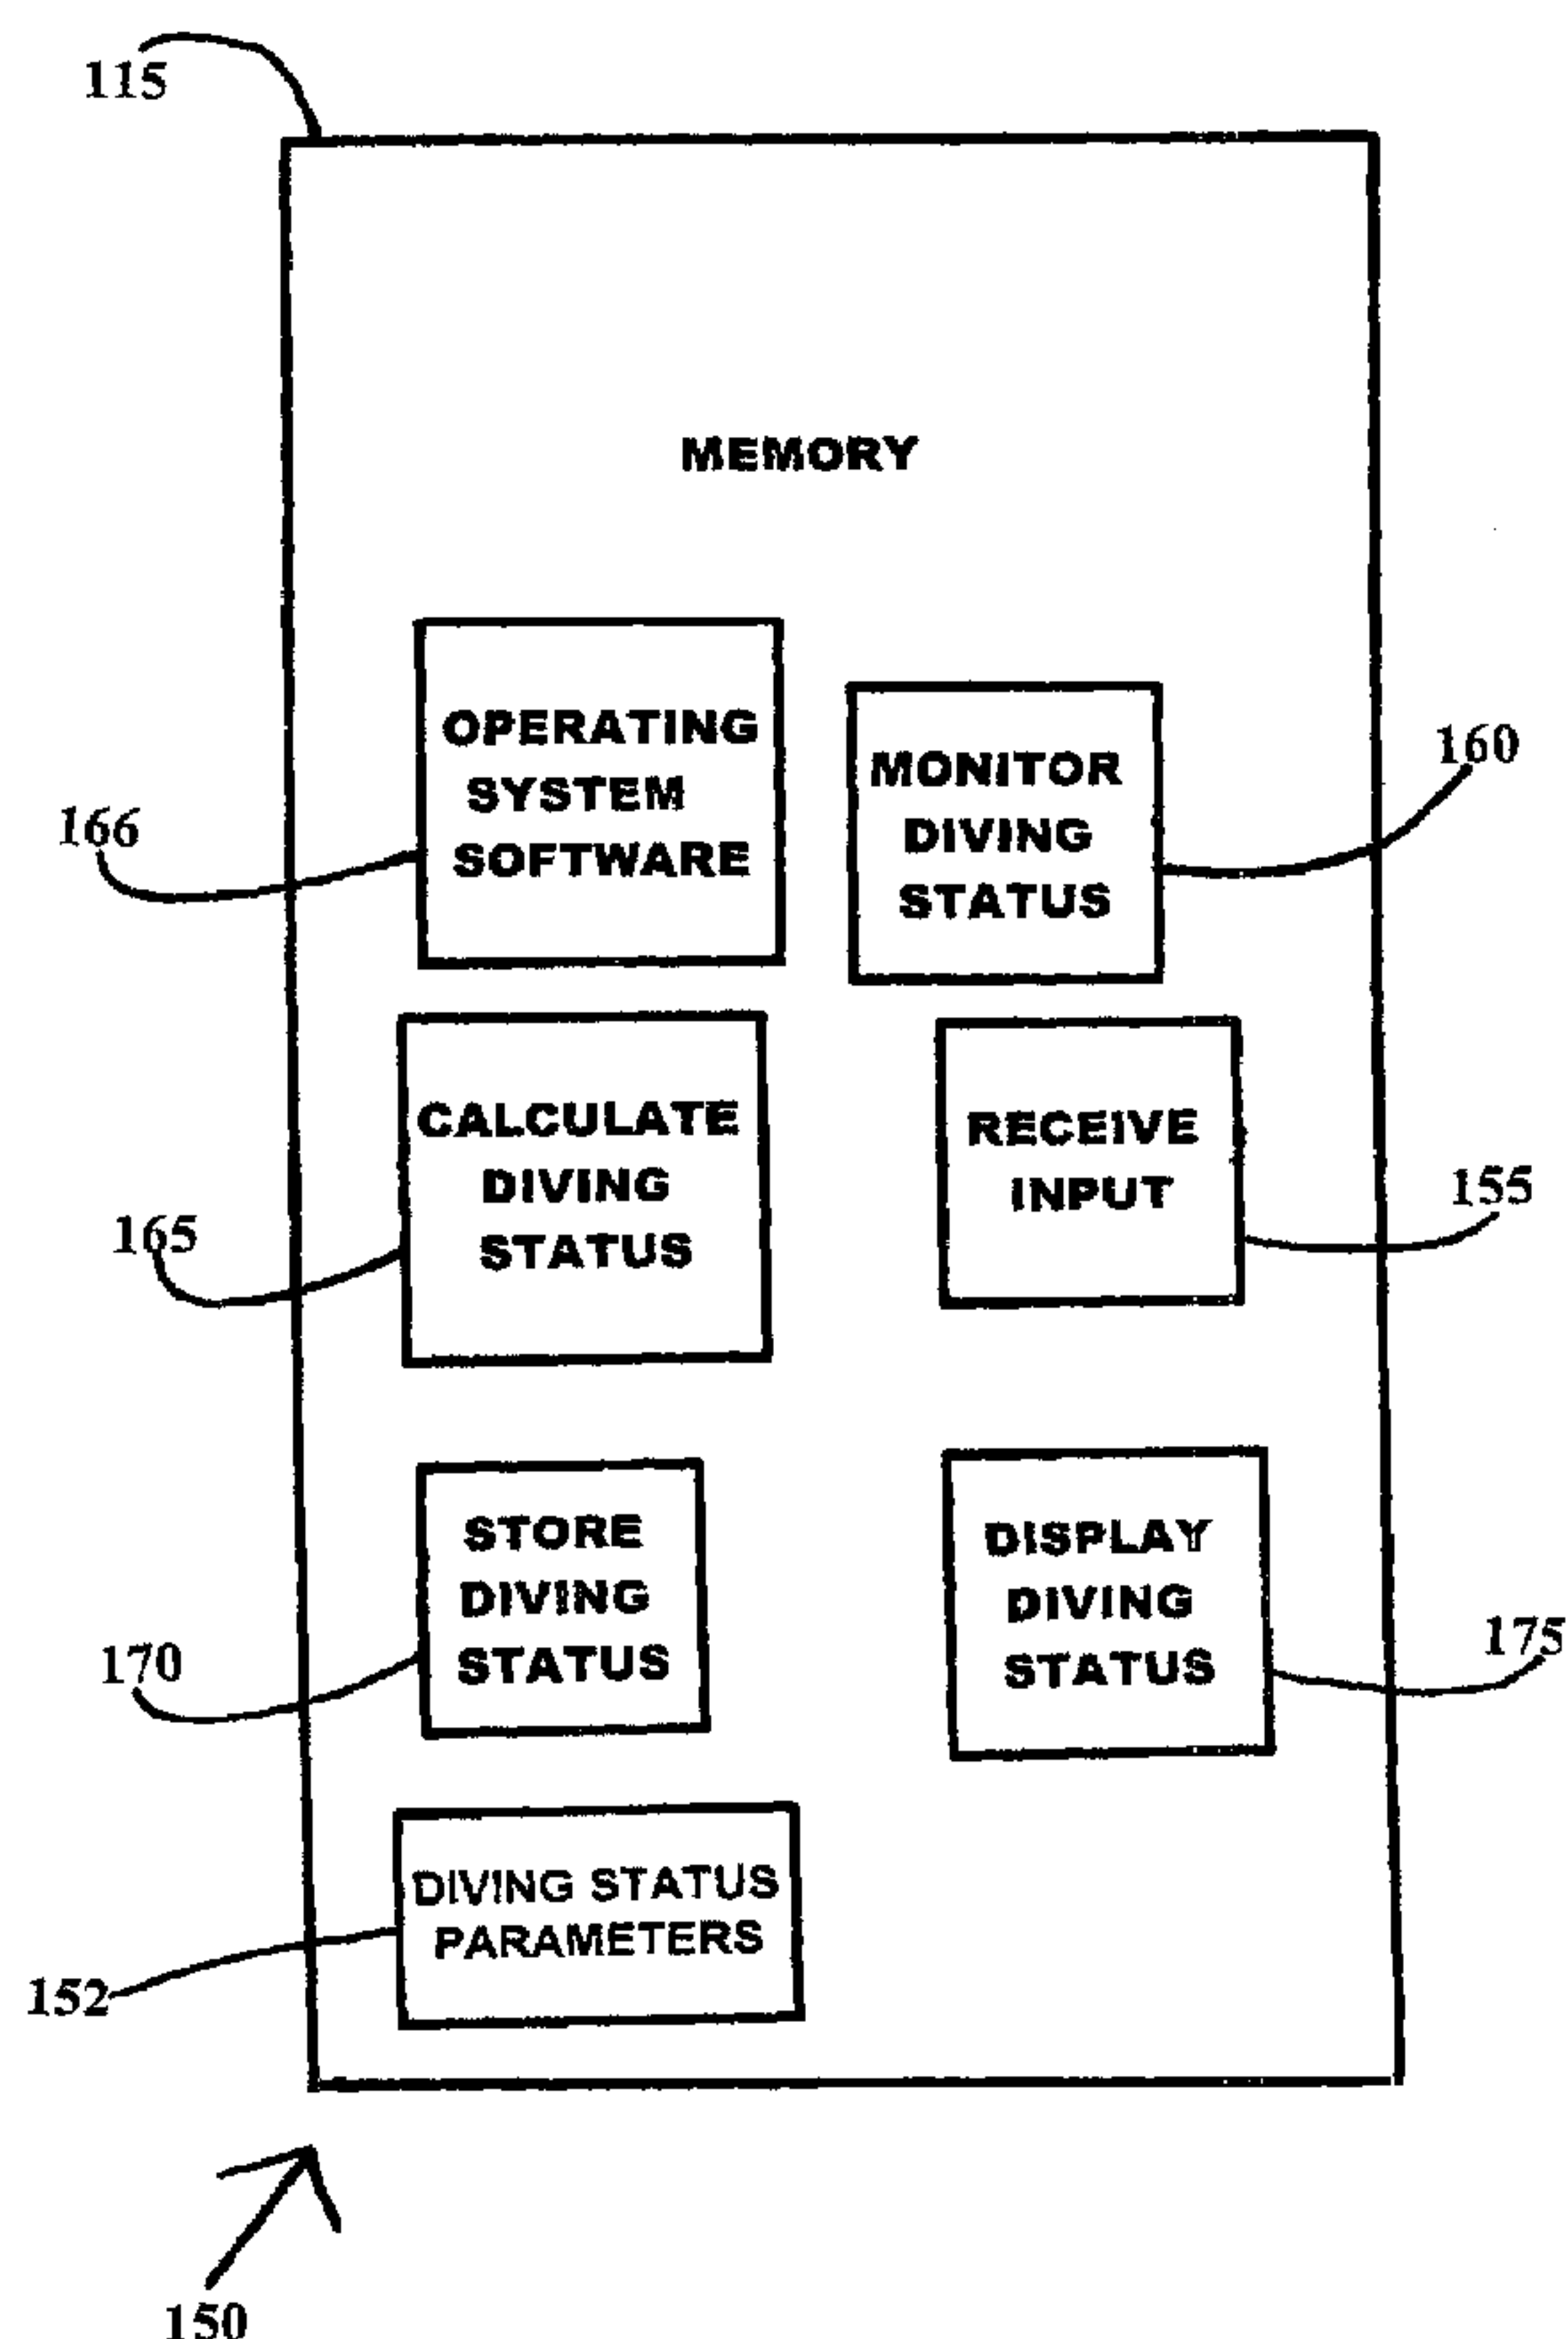 115
MEMORY
OPERATING
SYSTEM
SOFTWARE
166
MONITOR
DIVING
STATUS
160
CALCULATE
DIVING
STATUS
165
RECEIVE
INPUT
155
STORE
DIVING
STATUS
170
DISPLAY
DIVING
STATUS
175
DIVING STATUS
PARAMETERS
152
150